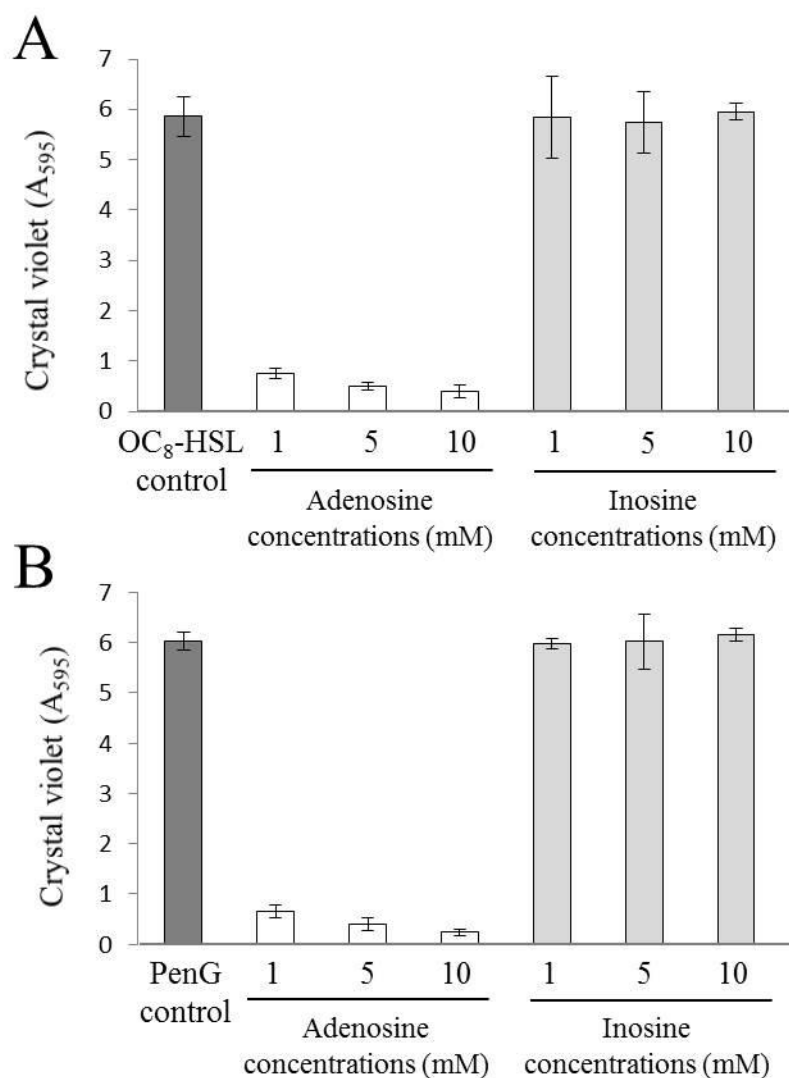 A
Crystal violet (A₅₉₅)
7
6
5
4
3
2
1
0
OC₈-HSL
control
1 5 10
Adenosine
concentrations (mM)
1 5 10
Inosine
concentrations (mM)
B
Crystal violet (A₅₉₅)
7
6
5
4
3
2
1
0
PenG
control
1 5 10
Adenosine
concentrations (mM)
1 5 10
Inosine
concentrations (mM)